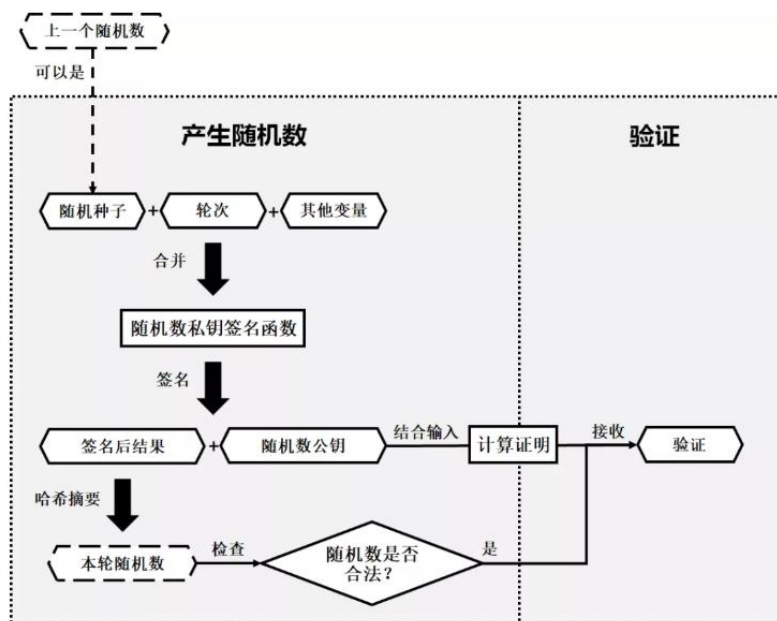 上一个随机数
可以是
产生随机数
验证
随机种子
+
轮次
+
其他变量
合并
随机数私钥签名函数
签名
签名后结果
+
随机数公钥
结合输入
计算证明
接收
验证
哈希摘要
本轮随机数
检查
随机数是否
合法?
是